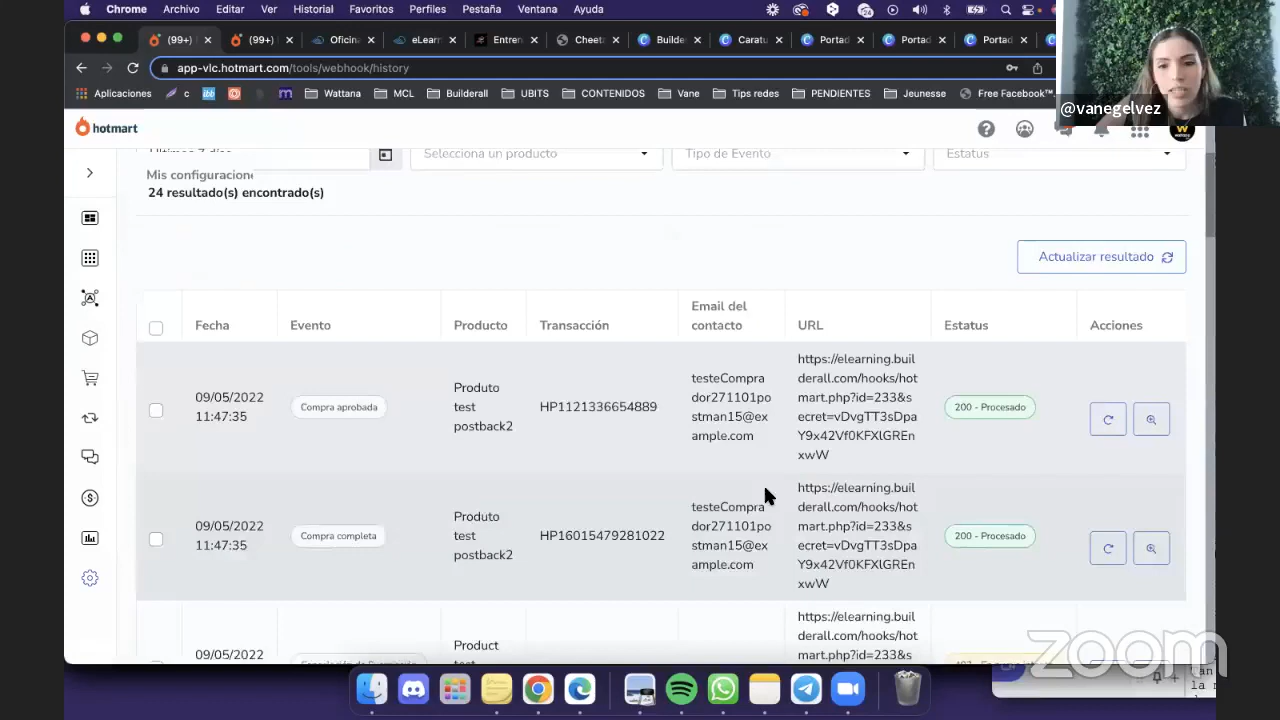 Chrome Archivo Editar Ver Historial Favoritos Perfiles Pestaña Ventana Ayuda
(99+) (99+) Oficin eLearn Entren Cheetr Builder Caratu Portad Portad Portad
app-vlc.hotmart.com/tools/webhook/history
Aplicaciones c Wattana MCL Builderall UBITS CONTENIDOS Vane Tips redes PENDIENTES Jeunesse Free Facebook™
@vanegelvez
hotmart
Últimos 7 días Selecciona un producto Tipo de Evento Estatus
Mis configuracione
24 resultado(s) encontrado(s)
Actualizar resultado
Fecha Evento Producto Transacción Email del contacto URL Estatus Acciones
09/05/2022
11:47:35
Compra aprobada
Produto
test
postback2
HP1121336654889
testeCompra
dor271101po
stman15@ex
ample.com
https://elearning.buil
derall.com/hooks/hot
mart.php?id=233&s
ecret=vDvgTT3sDpa
Y9x42Vf0KFXlGREn
xwW
200 - Procesado
09/05/2022
11:47:35
Compra completa
Produto
test
postback2
HP16015479281022
testeCompra
dor271101po
stman15@ex
ample.com
https://elearning.buil
derall.com/hooks/hot
mart.php?id=233&s
ecret=vDvgTT3sDpa
Y9x42Vf0KFXlGREn
xwW
200 - Procesado
09/05/2022
Product
https://elearning.buil
derall.com/hooks/hot
mart.php?id=233&s
zoom